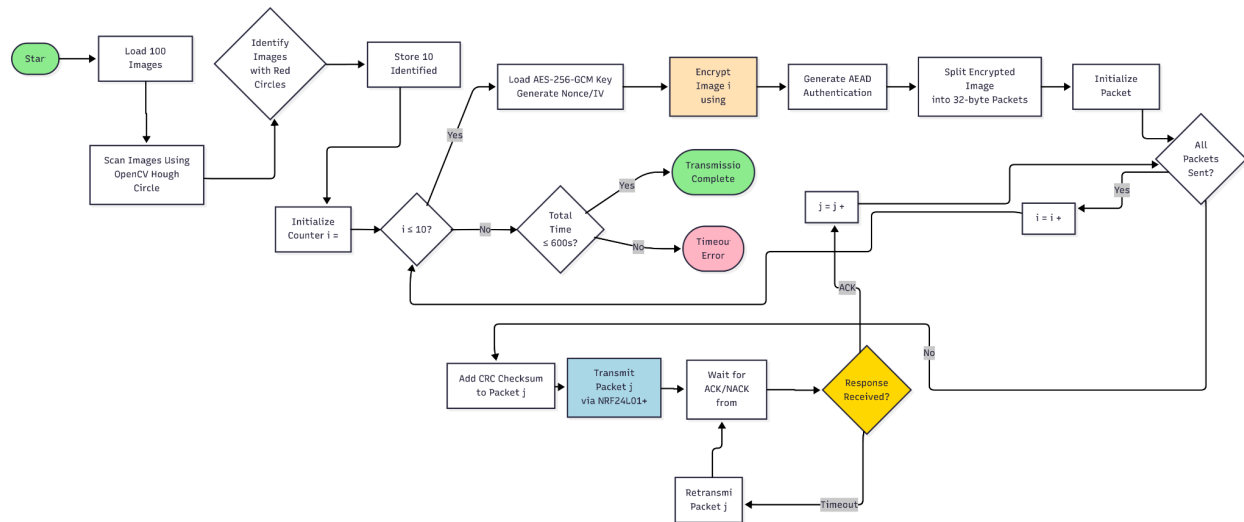 Star
Load 100
Images
Scan Images Using
OpenCV Hough
Circle
Identify
Images
with Red
Circles
Store 10
Identified
Initialize
Counter i =
i ≤ 10?
Yes
No
Load AES-256-GCM Key
Generate Nonce/IV
Encrypt
Image i
using
Generate AEAD
Authentication
Split Encrypted
Image
into 32-byte Packets
Initialize
Packet
All
Packets
Sent?
Yes
No
i = i +
j = j +
Total
Time
≤ 600s?
Yes
No
Transmissio
Complete
Timeou
Error
Add CRC Checksum
to Packet j
Transmit
Packet j
via NRF24L01+
Wait for
ACK/NACK
from
Response
Received?
ACK
Timeout
Retransmi
Packet j